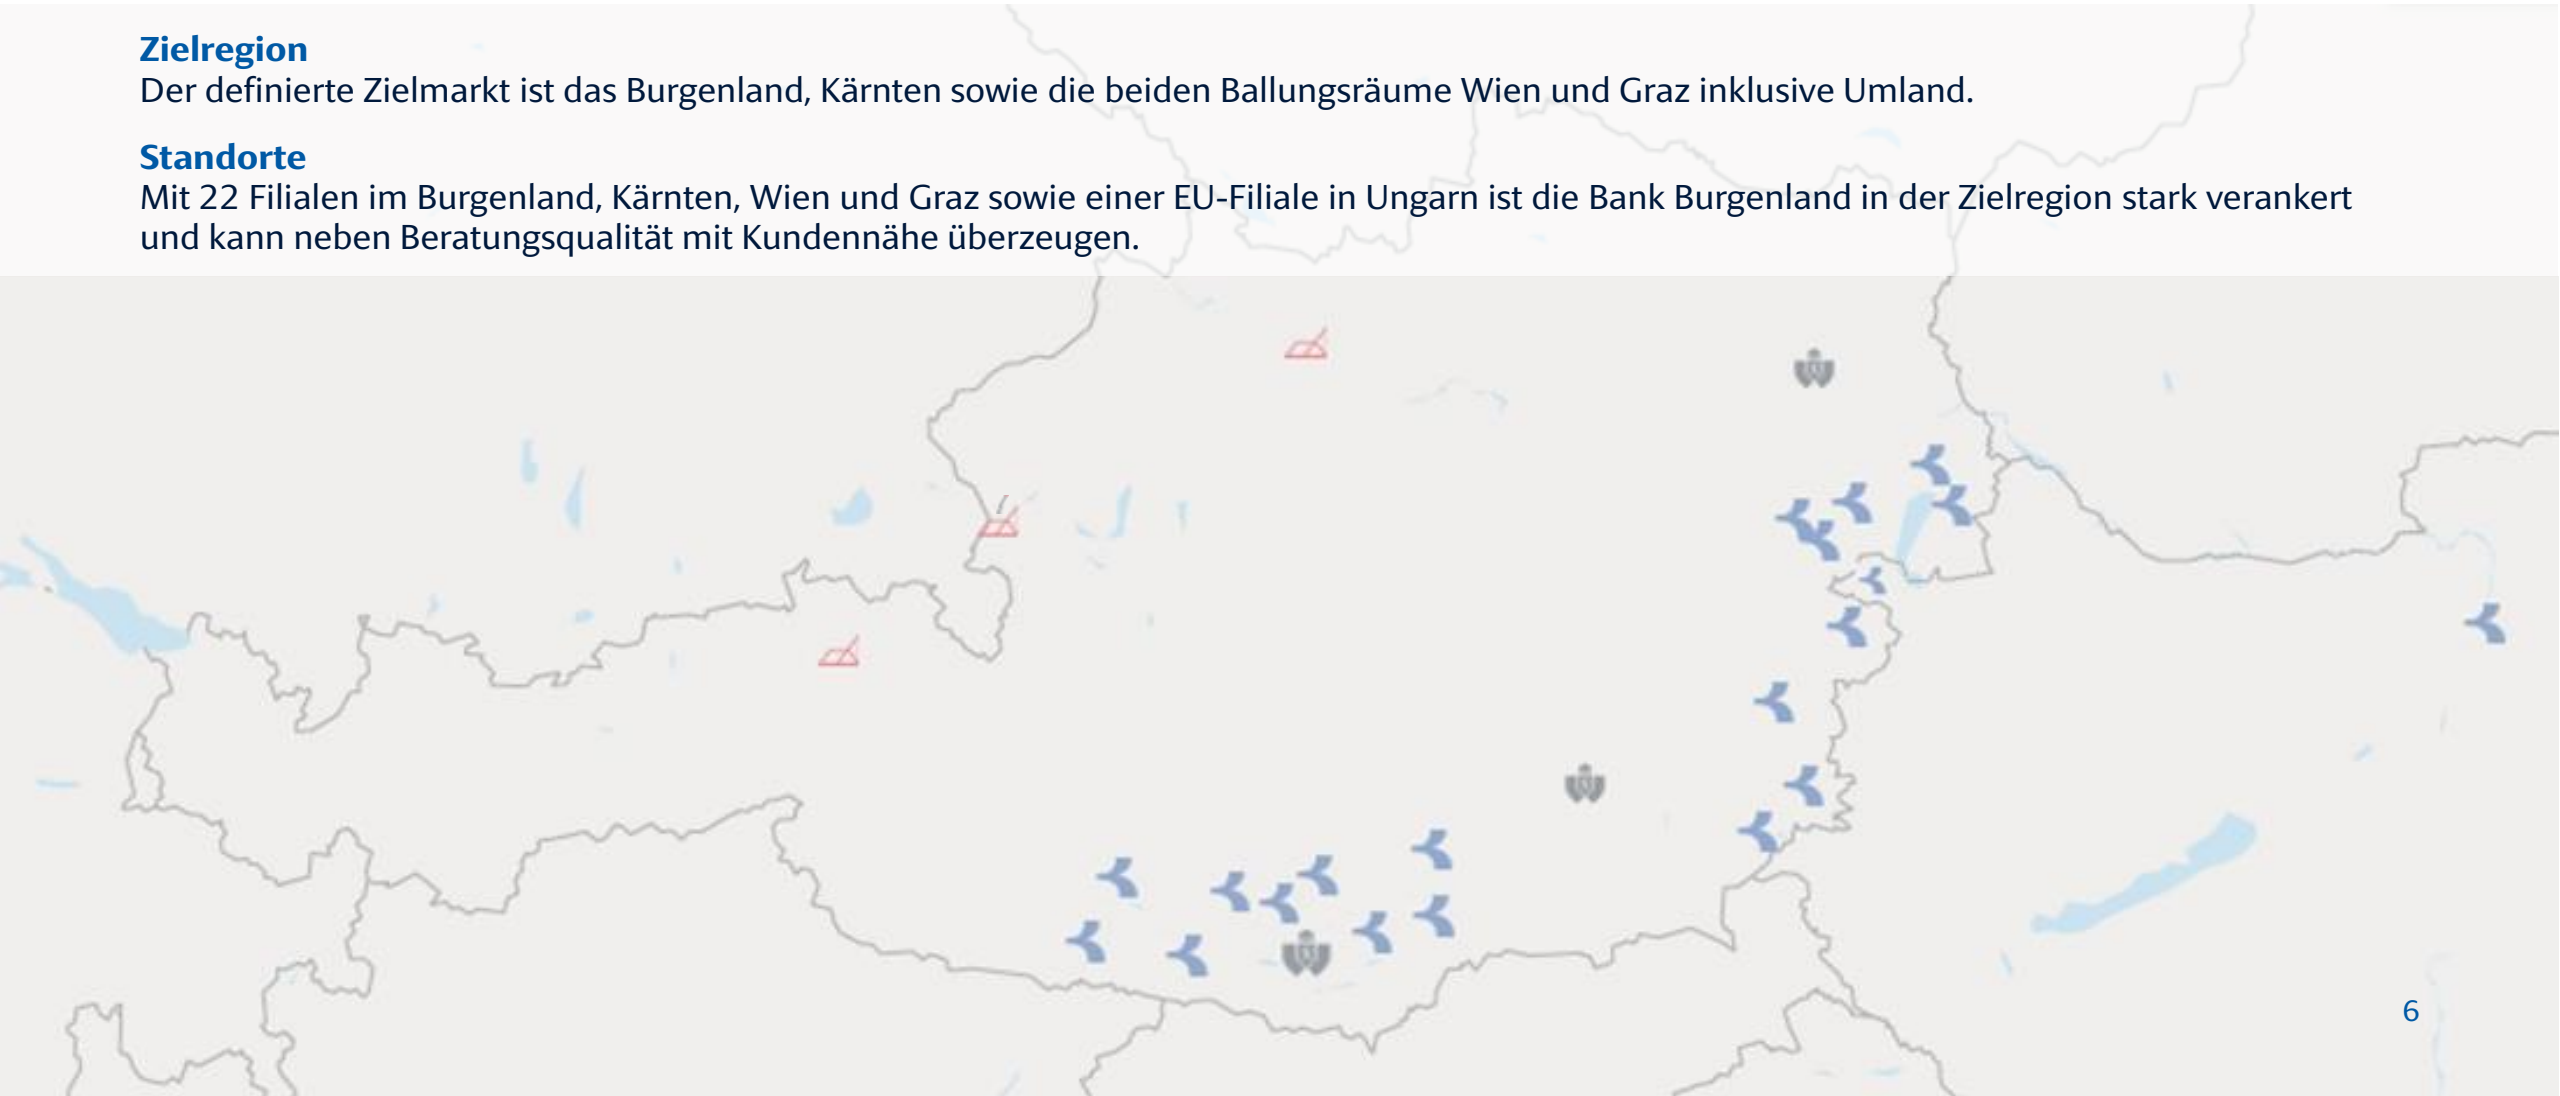 Zielregion
Der definierte Zielmarkt ist das Burgenland, Kärnten sowie die beiden Ballungsräume Wien und Graz inklusive Umland.
Standorte
Mit 22 Filialen im Burgenland, Kärnten, Wien und Graz sowie einer EU-Filiale in Ungarn ist die Bank Burgenland in der Zielregion stark verankert
und kann neben Beratungsqualität mit Kundennähe überzeugen.
6